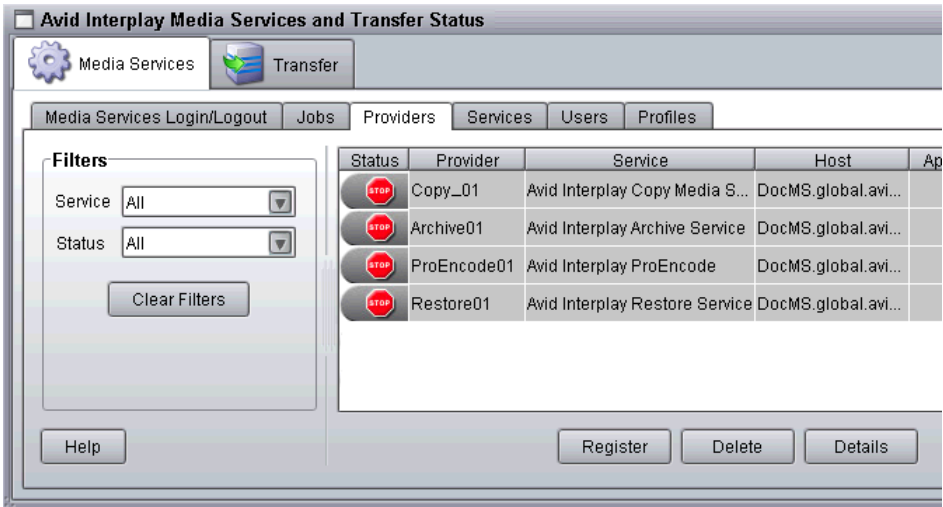 Avid Interplay Media Services and Transfer Status
Media Services Transfer
Media Services Login/Logout Jobs Providers Services Users Profiles
Filters
Service All
Status All
Clear Filters
Status Provider Service Host Ap
STOP Copy_01 Avid Interplay Copy Media S... DocMS.global.avi...
STOP Archive01 Avid Interplay Archive Service DocMS.global.avi...
STOP ProEncode01 Avid Interplay ProEncode DocMS.global.avi...
STOP Restore01 Avid Interplay Restore Service DocMS.global.avi...
Help Register Delete Details